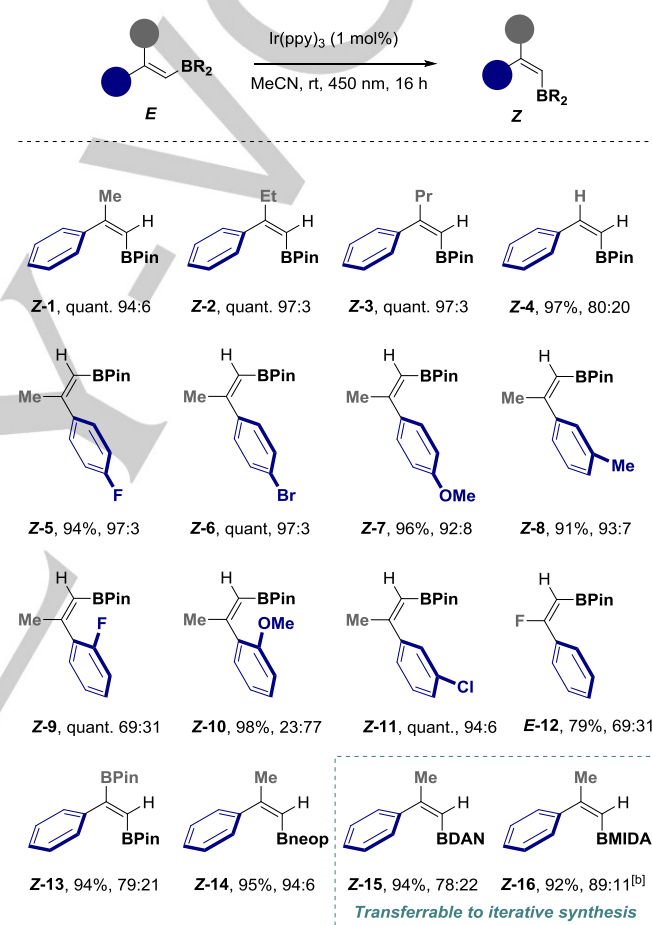 Ir(ppy)3 (1 mol%)
BR2
MeCN, rt, 450 nm, 16 h
BR2
E
Z
Me
Et
Pr
H
H
H
H
H
BPin
BPin
BPin
BPin
Z-1, quant. 94:6
Z-2, quant. 97:3
Z-3, quant. 97:3
Z-4, 97%, 80:20
H
H
H
H
BPin
BPin
BPin
BPin
Me
Me
Me
Me
Me
F
Br
OMe
Z-5, 94%, 97:3
Z-6, quant, 97:3
Z-7, 96%, 92:8
Z-8, 91%, 93:7
H
H
H
H
BPin
BPin
BPin
BPin
Me
F
Me
OMe
Me
F
Cl
Z-9, quant. 69:31
Z-10, 98%, 23:77
Z-11, quant., 94:6
E-12, 79%, 69:31
BPin
Me
Me
Me
H
H
H
H
BPin
Bneop
BDAN
BMIDA
Z-13, 94%, 79:21
Z-14, 95%, 94:6
Z-15, 94%, 78:22
Z-16, 92%, 89:11[b]
Transferrable to iterative synthesis